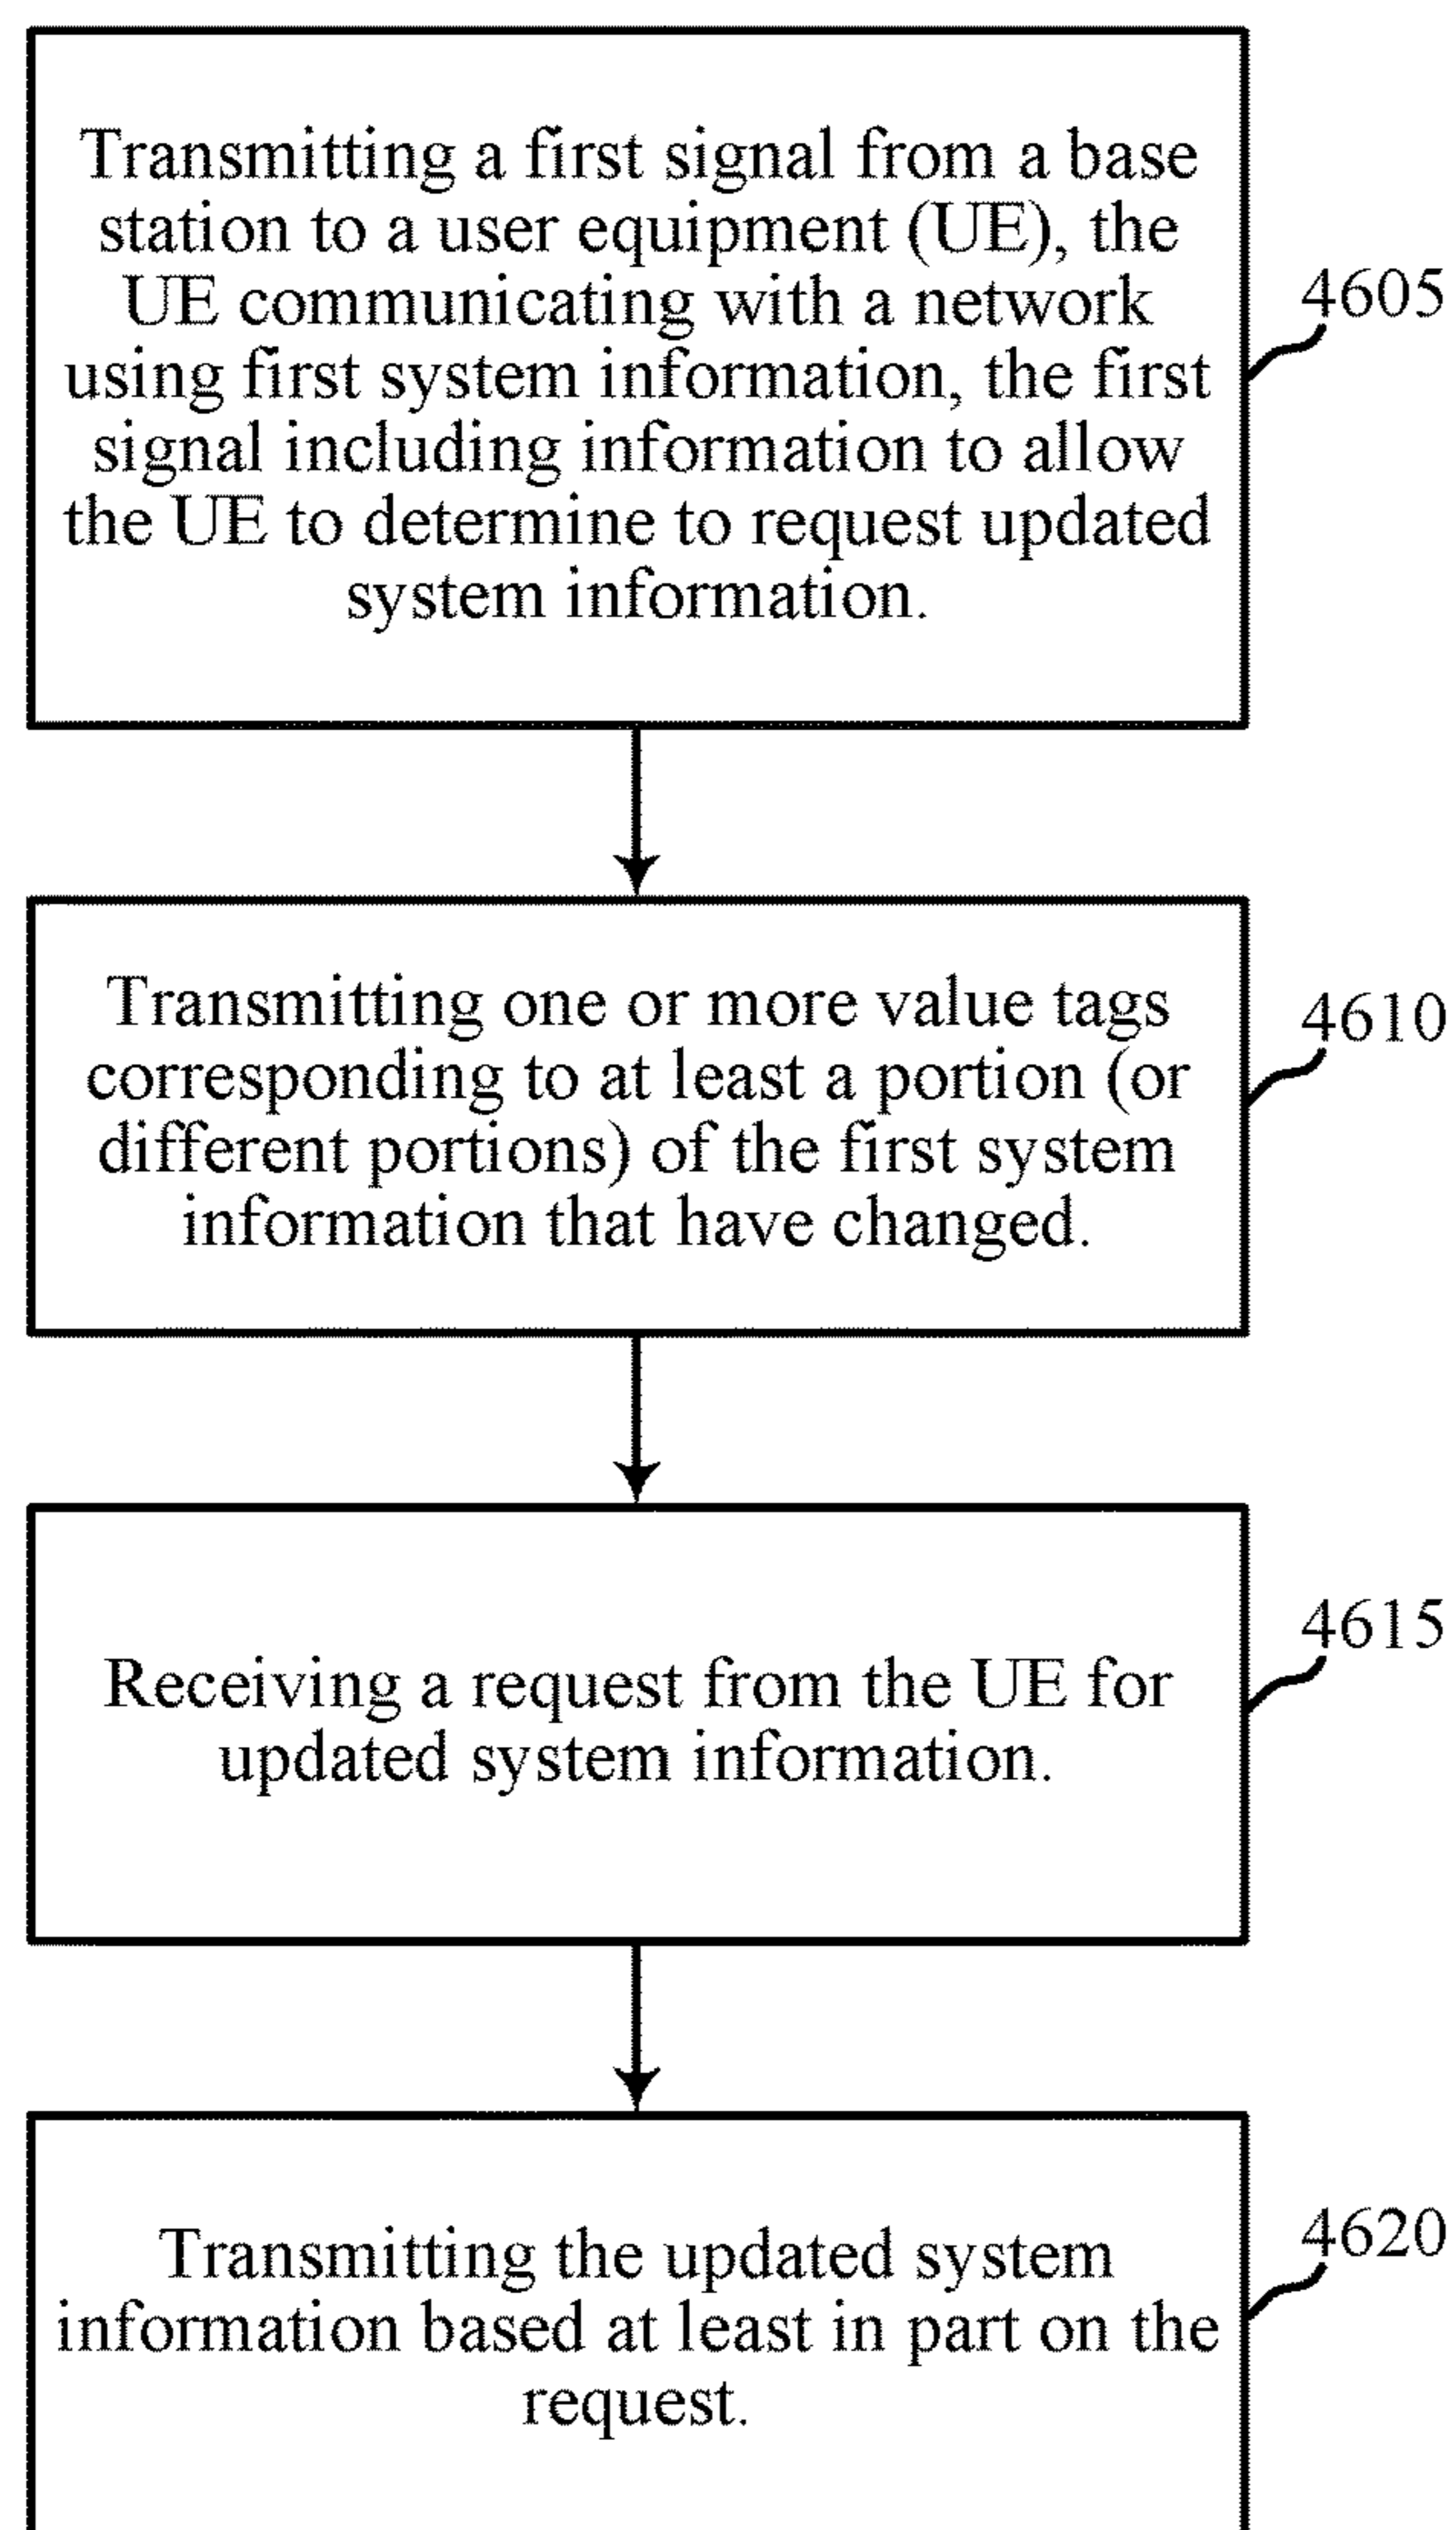 Transmitting a first signal from a base
station to a user equipment (UE), the
UE communicating with a network
using first system information, the first
signal including information to allow
the UE to determine to request updated
system information.
4605
Transmitting one or more value tags
corresponding to at least a portion (or
different portions) of the first system
information that have changed.
4610
Receiving a request from the UE for
updated system information.
4615
Transmitting the updated system
information based at least in part on the
request.
4620